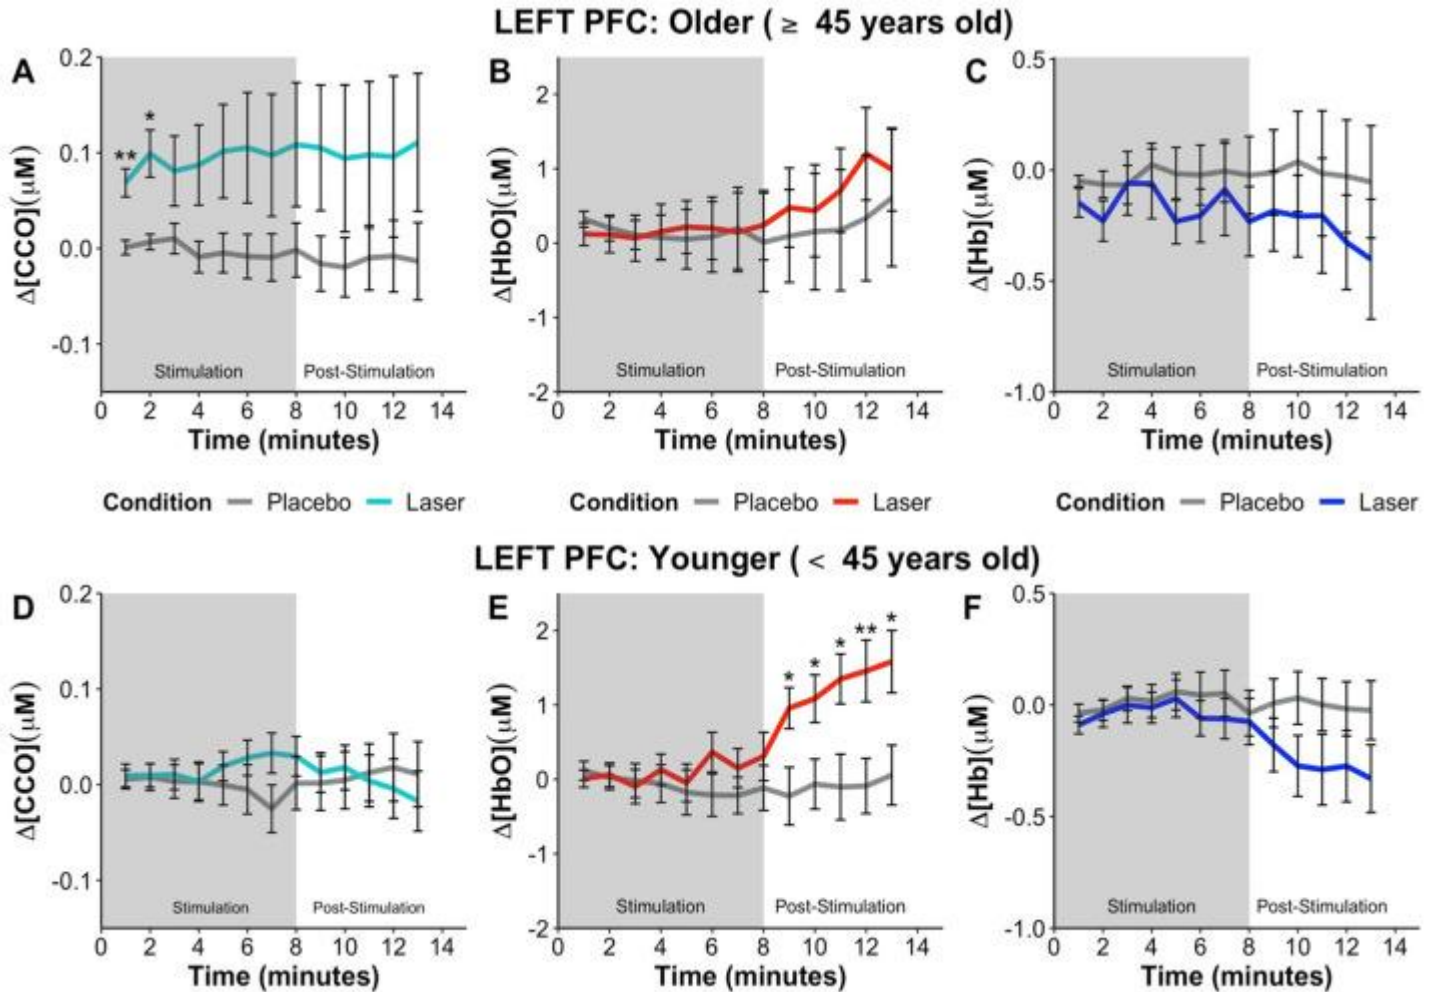 LEFT PFC: Older ( ≥ 45 years old)
A
Δ[CCO](μM)
0.2
0.1
0.0
-0.1
**
*
Stimulation
Post-Stimulation
0 2 4 6 8 10 12 14
Time (minutes)
B
Δ[HbO](μM)
2
1
0
-1
-2
Stimulation
Post-Stimulation
0 2 4 6 8 10 12 14
Time (minutes)
C
Δ[Hb](μM)
0.5
0.0
-0.5
-1.0
Stimulation
Post-Stimulation
0 2 4 6 8 10 12 14
Time (minutes)
Condition Placebo Laser
Condition Placebo Laser
Condition Placebo Laser
LEFT PFC: Younger ( < 45 years old)
D
Δ[CCO](μM)
0.2
0.1
0.0
-0.1
Stimulation
Post-Stimulation
0 2 4 6 8 10 12 14
Time (minutes)
E
Δ[HbO](μM)
2
1
0
-1
-2
* * * ** *
Stimulation
Post-Stimulation
0 2 4 6 8 10 12 14
Time (minutes)
F
Δ[Hb](μM)
0.5
0.0
-0.5
-1.0
Stimulation
Post-Stimulation
0 2 4 6 8 10 12 14
Time (minutes)